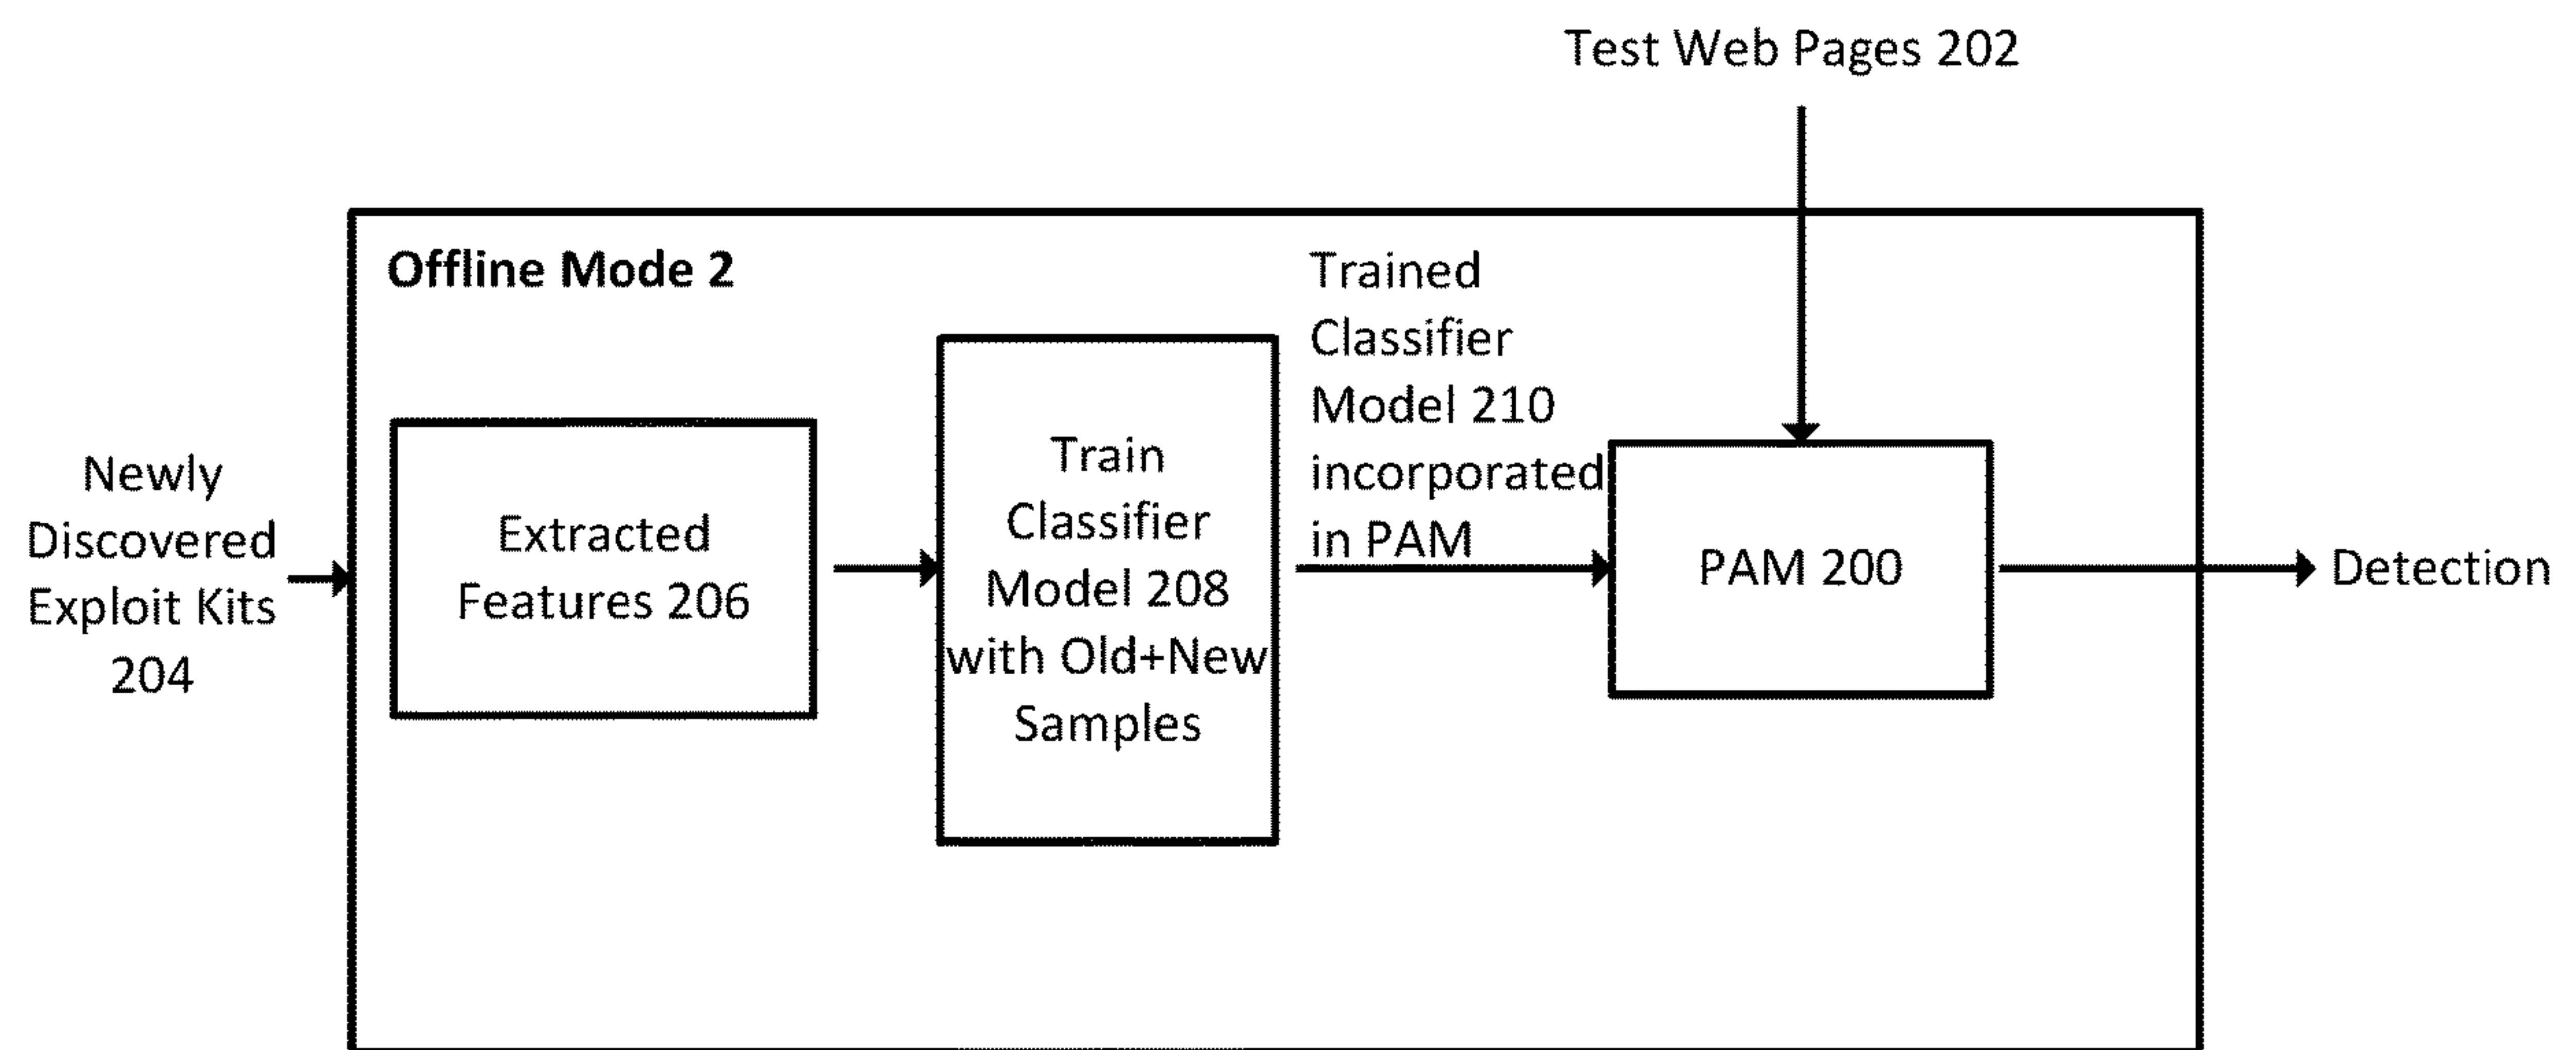 Test Web Pages 202
Offline Mode 2
Newly
Discovered
Exploit Kits
204
Extracted
Features 206
Train
Classifier
Model 208
with Old+New
Samples
Trained
Classifier
Model 210
incorporated
in PAM
PAM 200
Detection